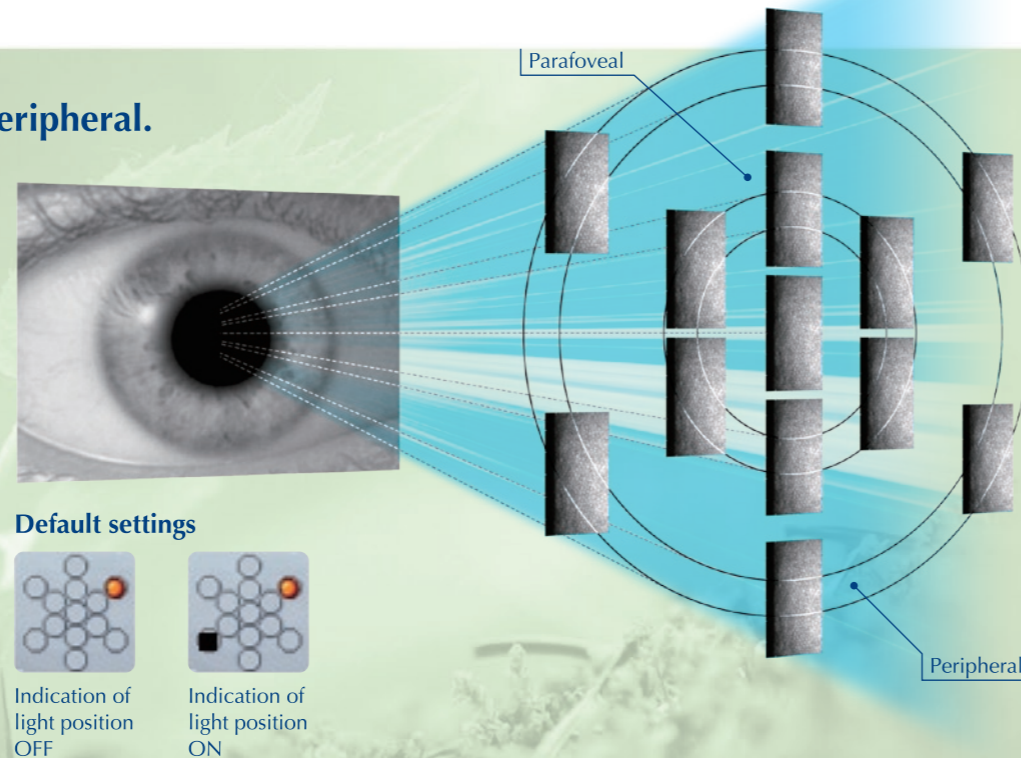 Parafoveal
eripheral.
Default settings
Indication of
light position
OFF
Indication of
light position
ON
Peripheral